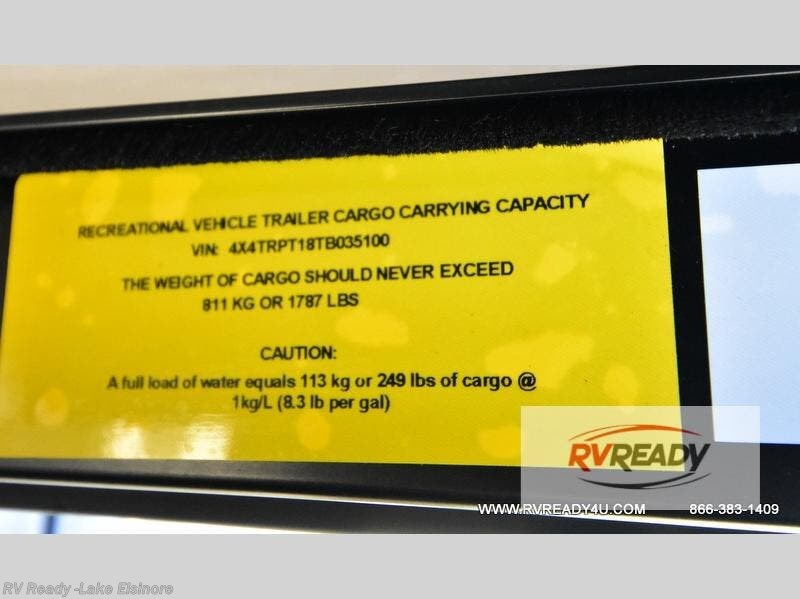 RECREATIONAL VEHICLE TRAILER CARGO CARRYING CAPACITY
VIN: 4X4TRPT18TB035100
THE WEIGHT OF CARGO SHOULD NEVER EXCEED
811 KG OR 1787 LBS
CAUTION:
A full load of water equals 113 kg or 249 lbs of cargo @
1kg/L (8.3 lb per gal)
RVREADY
WWW.RVREADY4U.COM 866-383-1409
RV Ready -Lake Elsinore